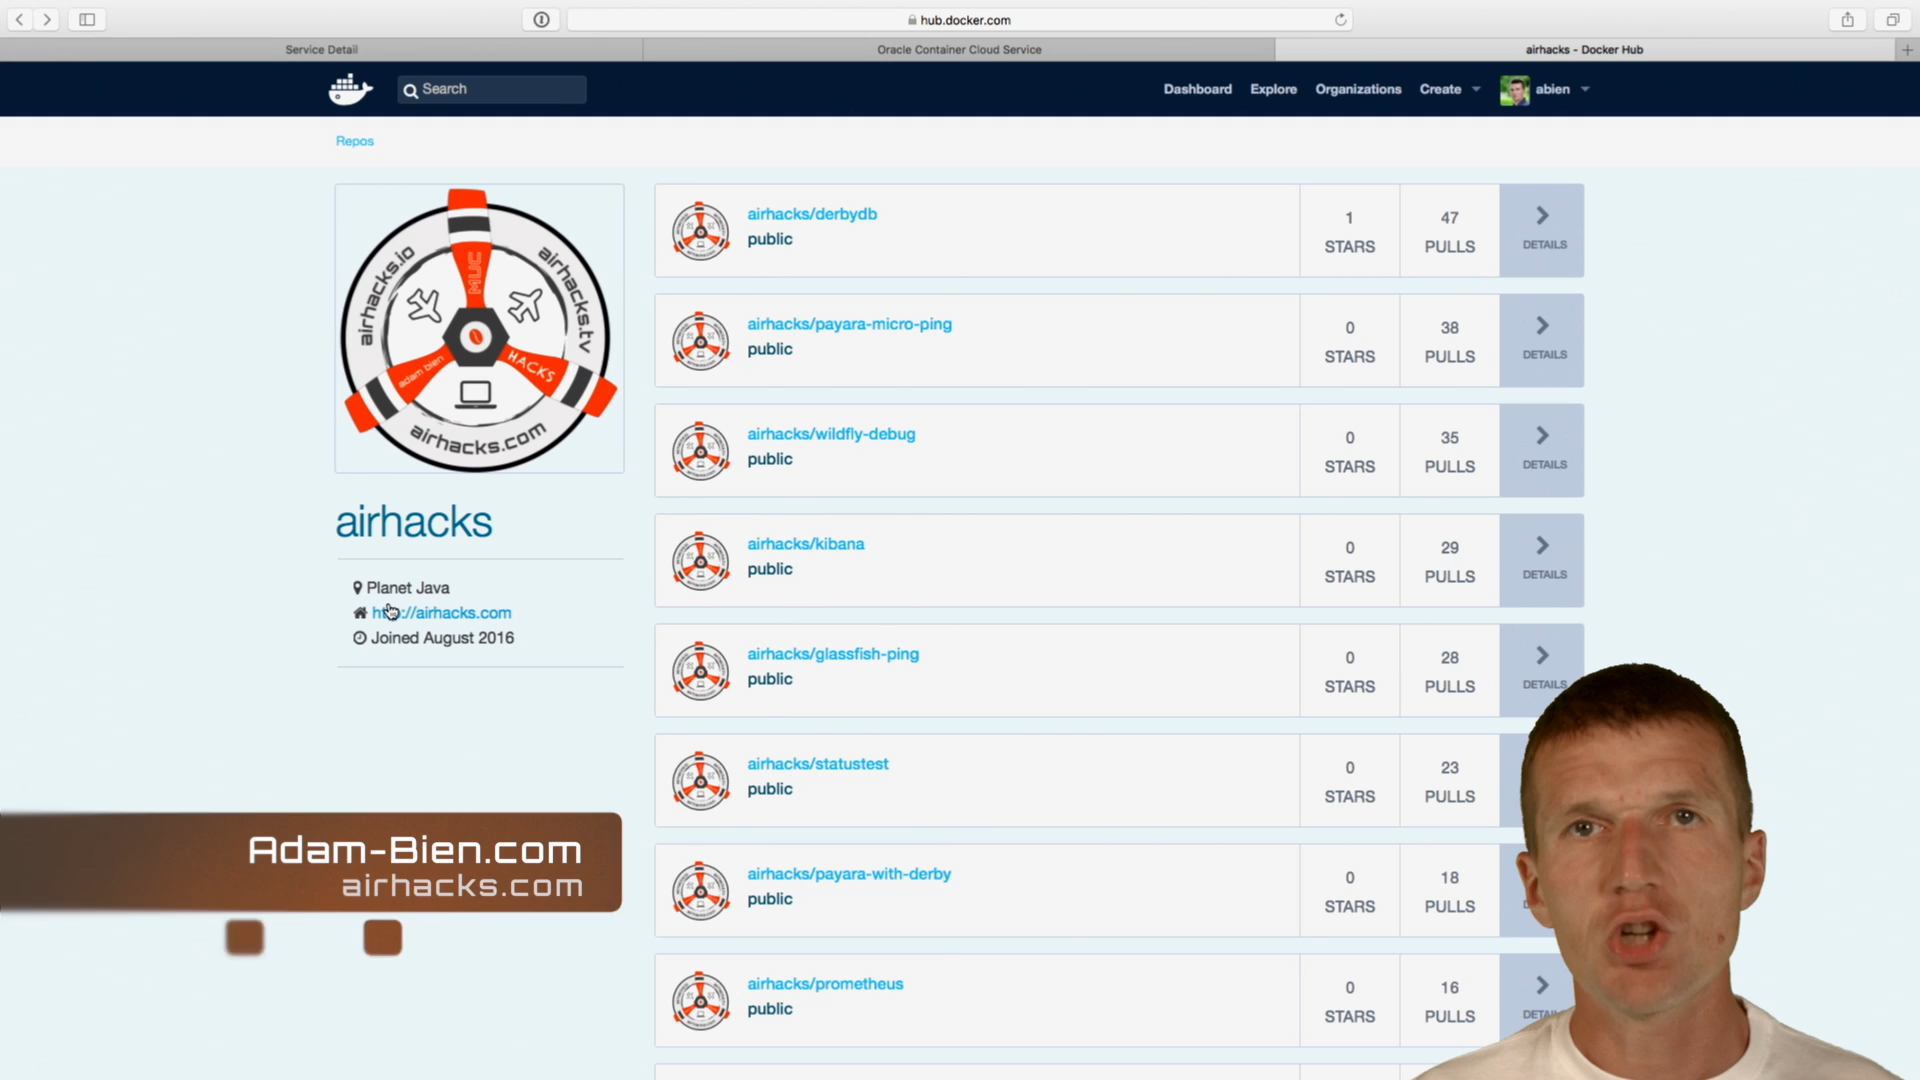 hub.docker.com
Service Detail
Oracle Container Cloud Service
airhacks - Docker Hub
Search
Dashboard
Explore
Organizations
Create
abien
Repos
airhacks.io
airhacks.tv
MUC
adam bien
HACKS
airhacks.com
airhacks
Planet Java
http://airhacks.com
Joined August 2016
airhacks/derbydb
public
1
STARS
47
PULLS
DETAILS
airhacks/payara-micro-ping
public
0
STARS
38
PULLS
DETAILS
airhacks/wildfly-debug
public
0
STARS
35
PULLS
DETAILS
airhacks/kibana
public
0
STARS
29
PULLS
DETAILS
airhacks/glassfish-ping
public
0
STARS
28
PULLS
DETAILS
airhacks/statustest
public
0
STARS
23
PULLS
airhacks/payara-with-derby
public
0
STARS
18
PULLS
airhacks/prometheus
public
0
STARS
16
PULLS
Adam-Bien.com
airhacks.com